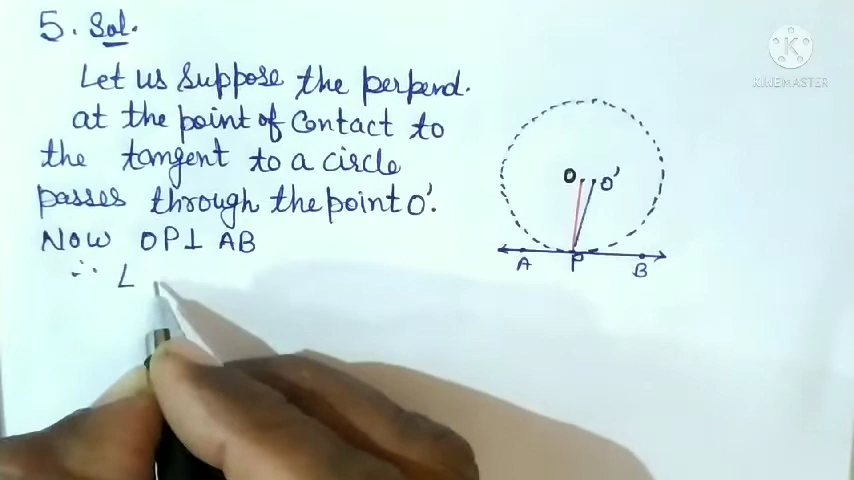 5. Sol.
Let us suppose the perpend.
at the point of Contact to
the tangent to a circle
passes through the point O'.
Now OP⊥ AB
∴ ∠
O O'
A P B
K
KINEMASTER